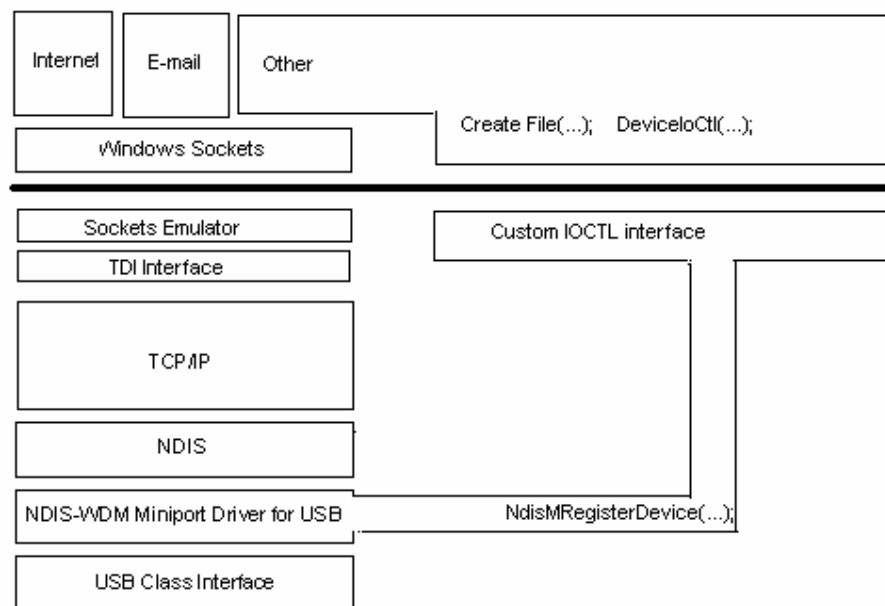 Internet
E-mail
Other
Create File(...); DeviceIoCtl(...);
Windows Sockets
Sockets Emulator
Custom IOCTL interface
TDI Interface
TCP/IP
NDIS
NDIS-WDM Miniport Driver for USB
NdisMRegisterDevice(...);
USB Class Interface